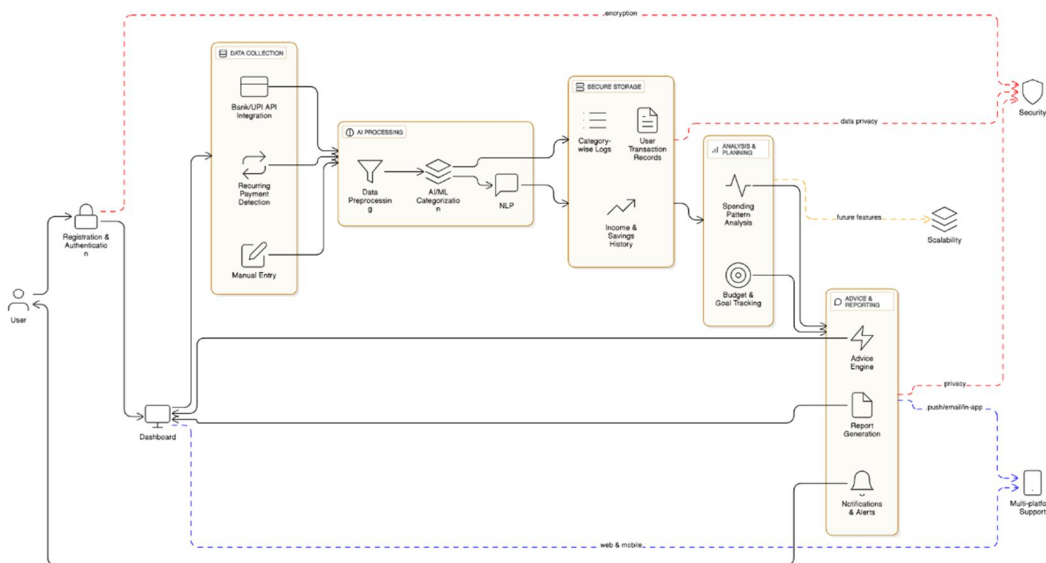 encryption
DATA COLLECTION
Bank/UPI API
Integration
Recurring
Payment
Detection
Manual Entry
AI PROCESSING
Data
Preprocessin
g
AI/ML
Categorizatio
n
NLP
SECURE STORAGE
Category-
wise Logs
User
Transaction
Records
Income &
Savings
History
data privacy
Security
ANALYSIS &
PLANNING
Spending
Pattern
Analysis
Budget &
Goal Tracking
future features
Scalability
Registration &
Authenticatio
n
User
Dashboard
ADVICE &
REPORTING
Advice
Engine
Report
Generation
Notifications
& Alerts
privacy
push/email/in-app
Multi-platfo
Support
web & mobile